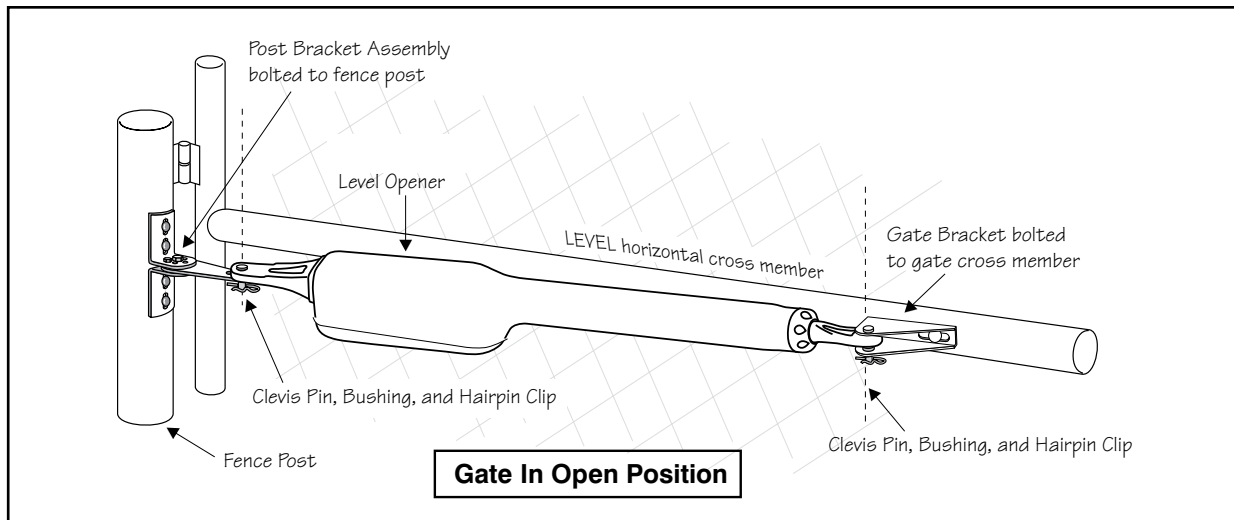 Post Bracket Assembly
bolted to fence post
Level Opener
LEVEL horizontal cross member
Gate Bracket bolted
to gate cross member
Clevis Pin, Bushing, and Hairpin Clip
Clevis Pin, Bushing, and Hairpin Clip
Fence Post
Gate In Open Position